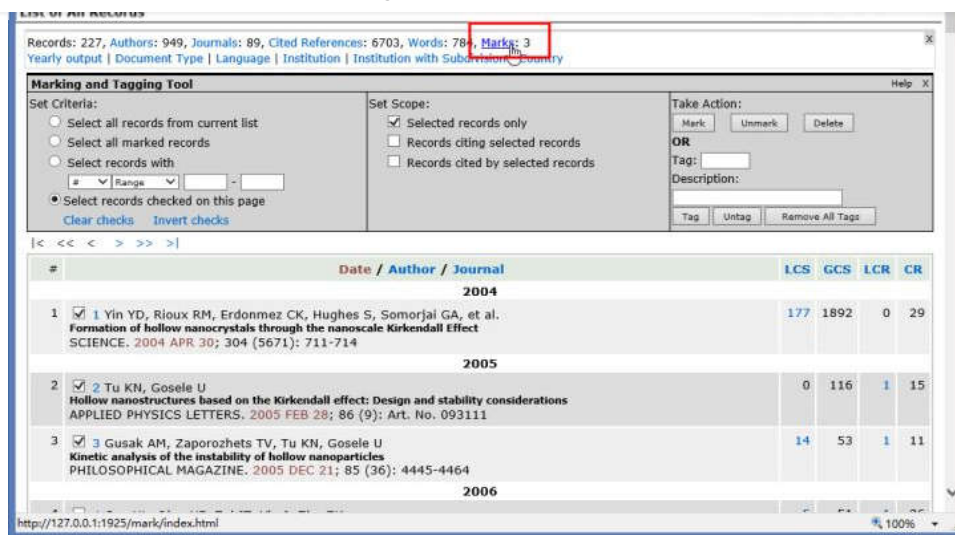 List of All Records
Records: 227, Authors: 949, Journals: 89, Cited References: 6703, Words: 784, Marks: 3 X
Yearly output | Document Type | Language | Institution | Institution with Subdivision | Country
Marking and Tagging Tool Help X
Set Criteria: Set Scope: Take Action:
Select all records from current list Selected records only Mark Unmark Delete
Select all marked records Records citing selected records OR
Select records with Records cited by selected records Tag:
# Range - Description:
Select records checked on this page
Clear checks Invert checks Tag Untag Remove All Tags
|< << < > >> >|
# Date / Author / Journal LCS GCS LCR CR
2004
1 1 Yin YD, Rioux RM, Erdonmez CK, Hughes S, Somorjai GA, et al. 177 1892 0 29
Formation of hollow nanocrystals through the nanoscale Kirkendall Effect
SCIENCE. 2004 APR 30; 304 (5671): 711-714
2005
2 2 Tu KN, Gosele U 0 116 1 15
Hollow nanostructures based on the Kirkendall effect: Design and stability considerations
APPLIED PHYSICS LETTERS. 2005 FEB 28; 86 (9): Art. No. 093111
3 3 Gusak AM, Zaporozhets TV, Tu KN, Gosele U 14 53 1 11
Kinetic analysis of the instability of hollow nanoparticles
PHILOSOPHICAL MAGAZINE. 2005 DEC 21; 85 (36): 4445-4464
2006
http://127.0.0.1:1925/mark/index.html 100%